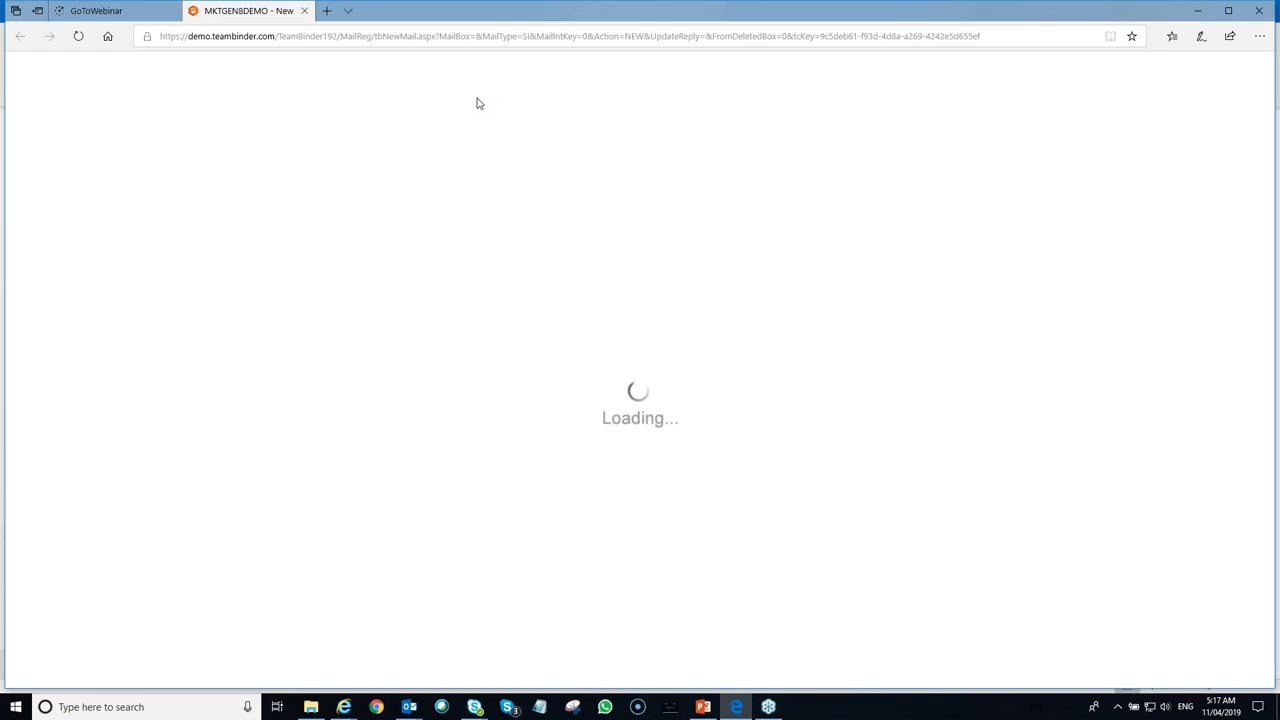 GoToWebinar
MKTGEN8DEMO - New
https://demo.teambinder.com/TeamBinder192/MailReg/tbNewMail.aspx?MailBox=&MailType=SI&MailIntKey=0&Action=NEW&UpdateReply=&FromDeletedBox=0&tcKey=9c5deb61-f93d-4d8a-a269-4243e5d655ef
Loading...
Type here to search
3
ENG
5:17 AM
11/04/2019